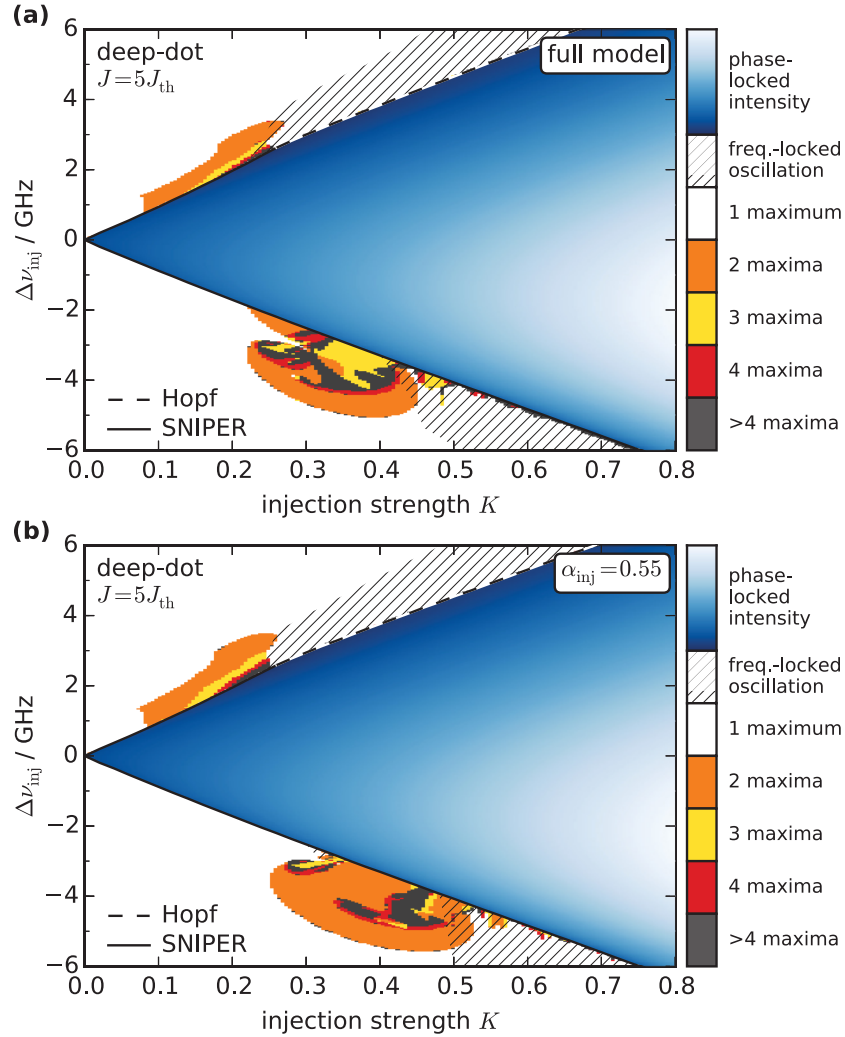 (a)
deep-dot
J=5J_th
full model
6
4
2
0
−2
−4
−6
Δν_inj / GHz
Hopf
SNIPER
0.0 0.1 0.2 0.3 0.4 0.5 0.6 0.7 0.8
injection strength K
phase-
locked
intensity
freq.-locked
oscillation
1 maximum
2 maxima
3 maxima
4 maxima
>4 maxima
(b)
deep-dot
J=5J_th
α_inj=0.55
6
4
2
0
−2
−4
−6
Δν_inj / GHz
Hopf
SNIPER
0.0 0.1 0.2 0.3 0.4 0.5 0.6 0.7 0.8
injection strength K
phase-
locked
intensity
freq.-locked
oscillation
1 maximum
2 maxima
3 maxima
4 maxima
>4 maxima